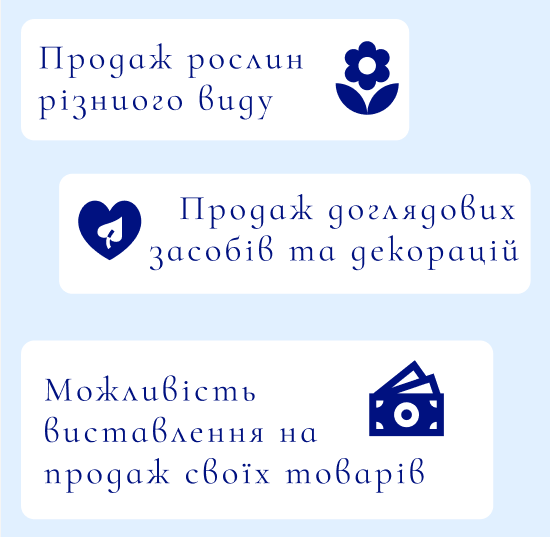 Продаж рослин
різниого виду
Продаж доглядових
засобів та декорацій
Можливість
виставлення на
продаж своїх товарів